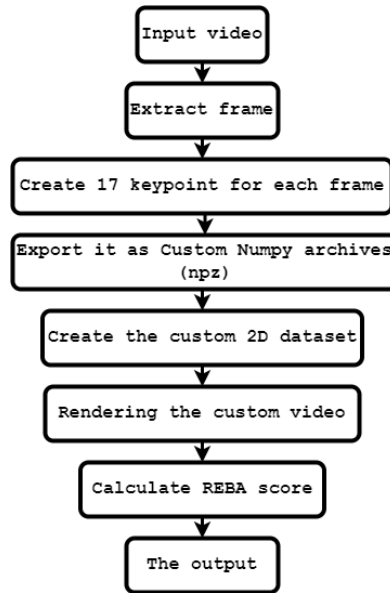 Input video
Extract frame
Create 17 keypoint for each frame
Export it as Custom Numpy archives
(npz)
Create the custom 2D dataset
Rendering the custom video
Calculate REBA score
The output